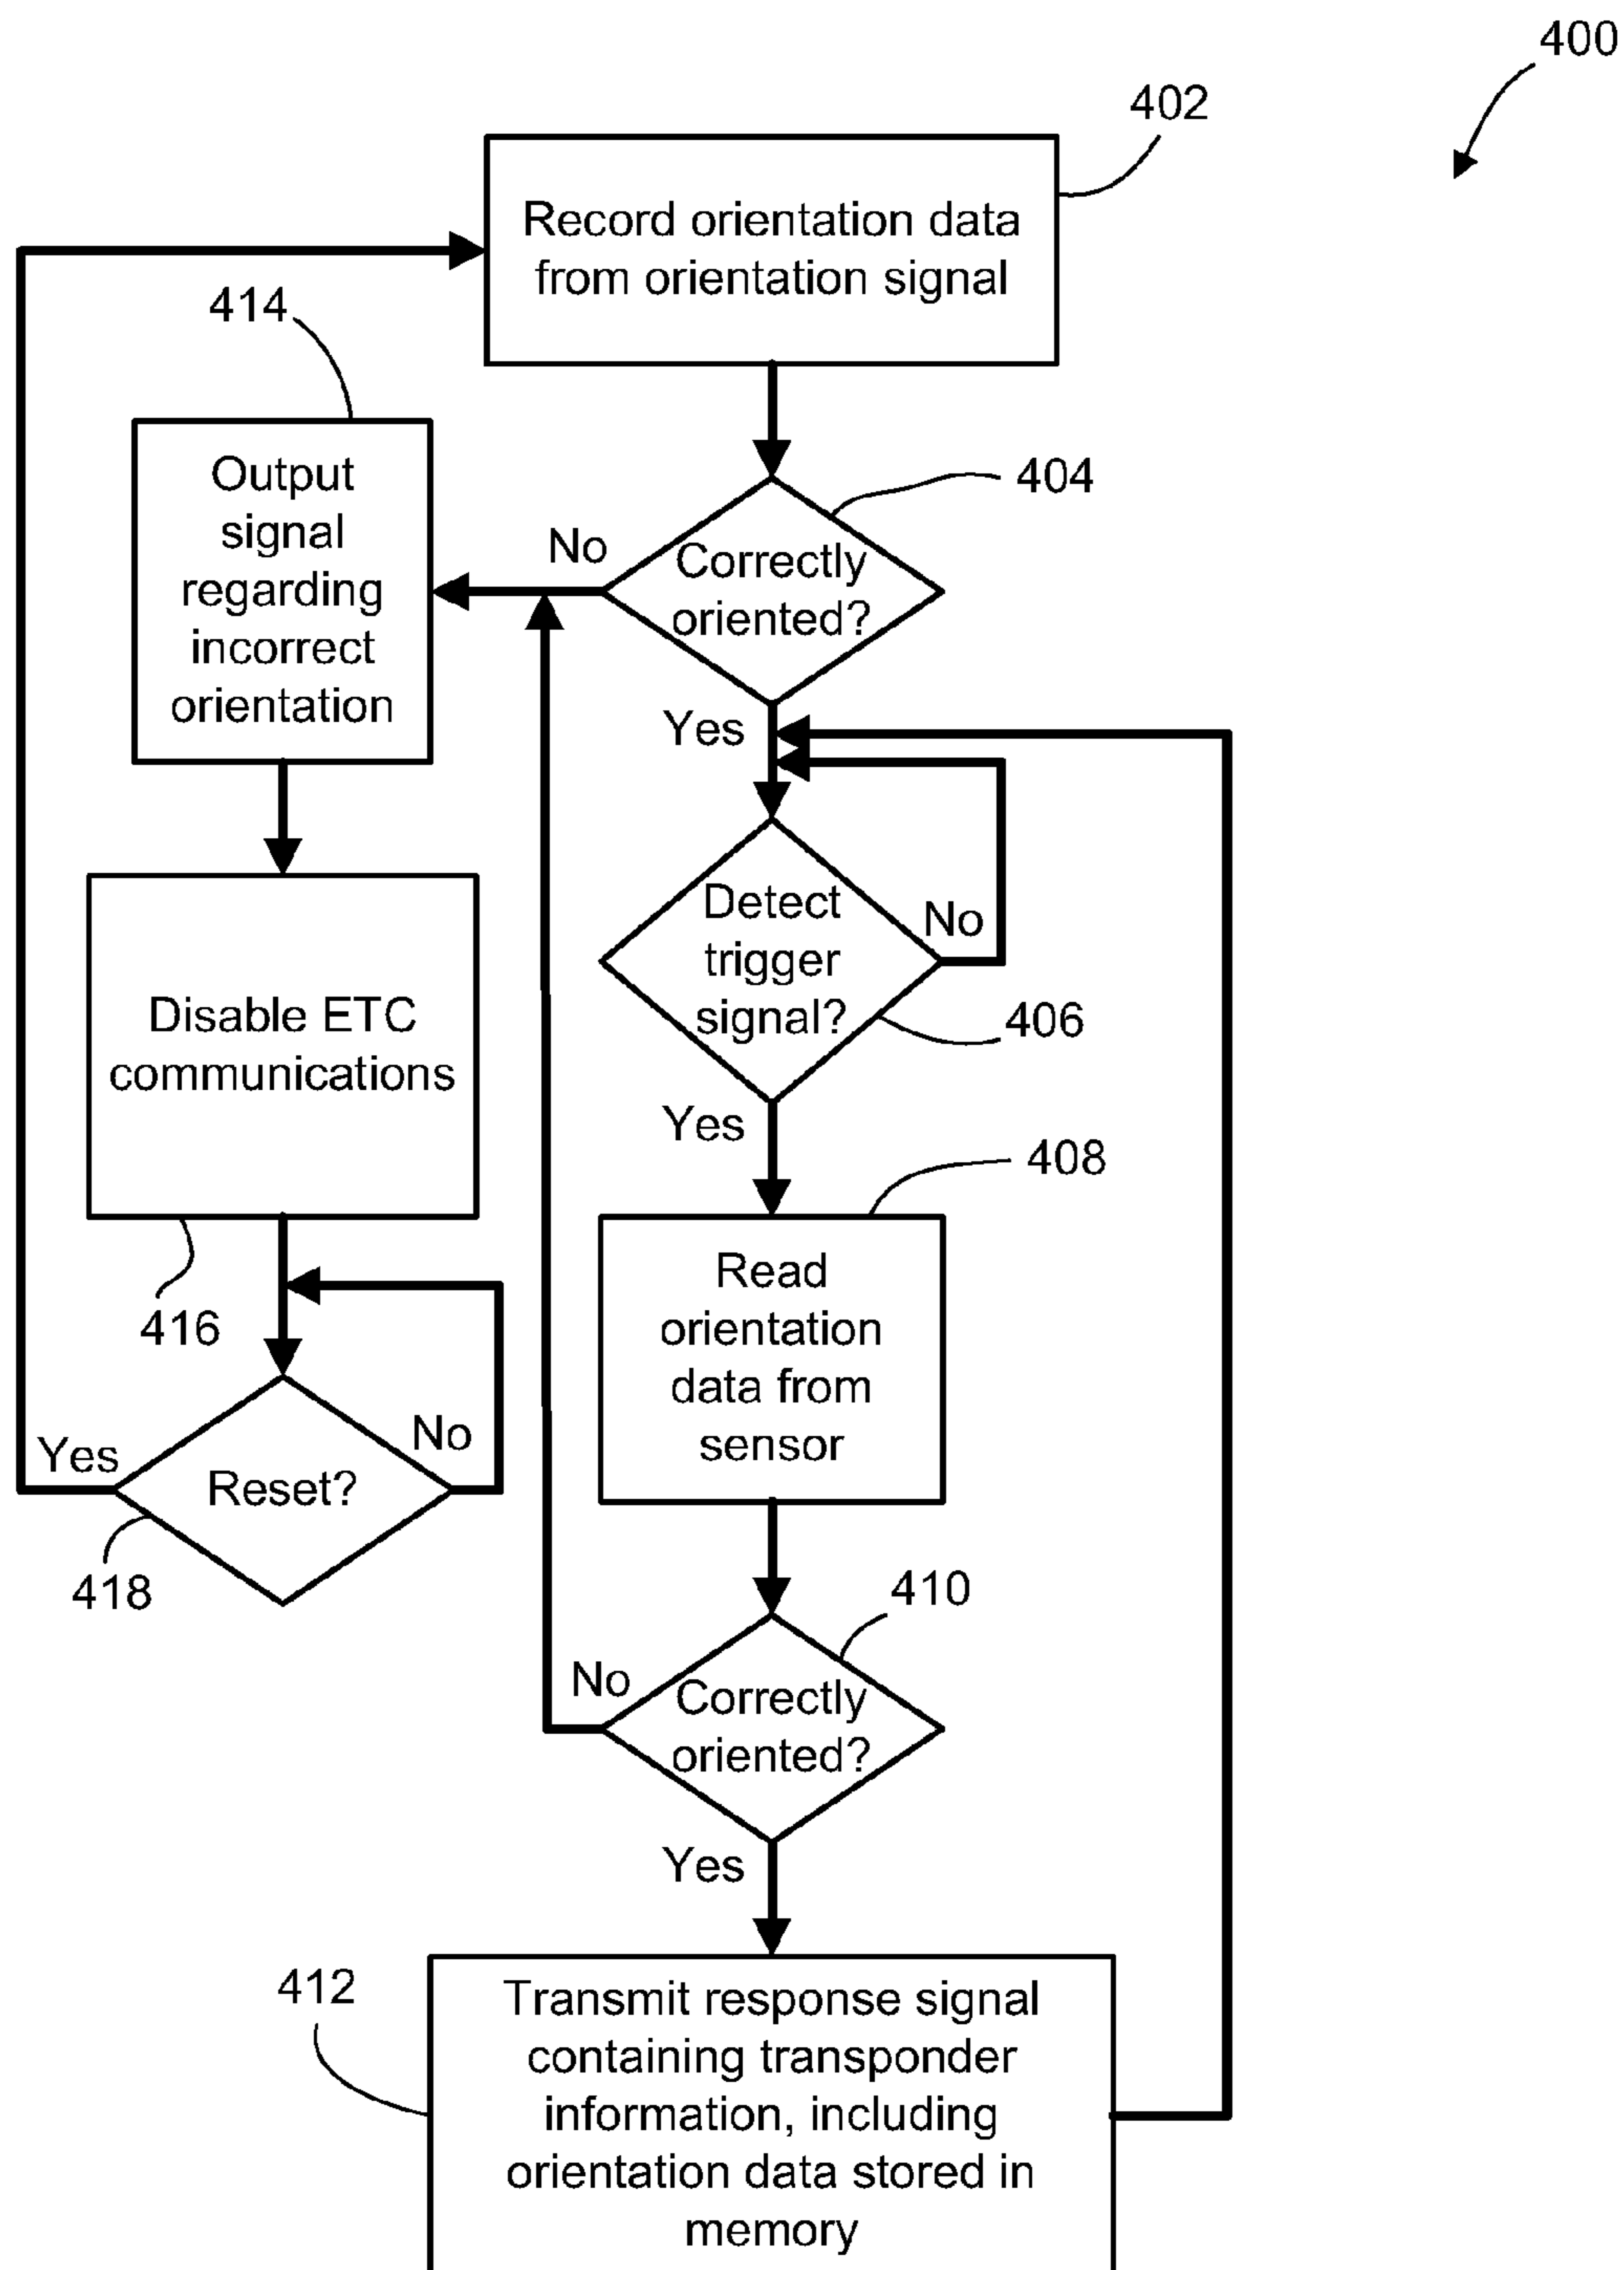 400
402
Record orientation data
from orientation signal
414
Output
signal
regarding
incorrect
orientation
404
No
Correctly
oriented?
Yes
Detect
trigger
signal?
No
406
Disable ETC
communications
Yes
408
416
Read
orientation
data from
sensor
Yes
No
Reset?
418
410
No
Correctly
oriented?
Yes
412
Transmit response signal
containing transponder
information, including
orientation data stored in
memory